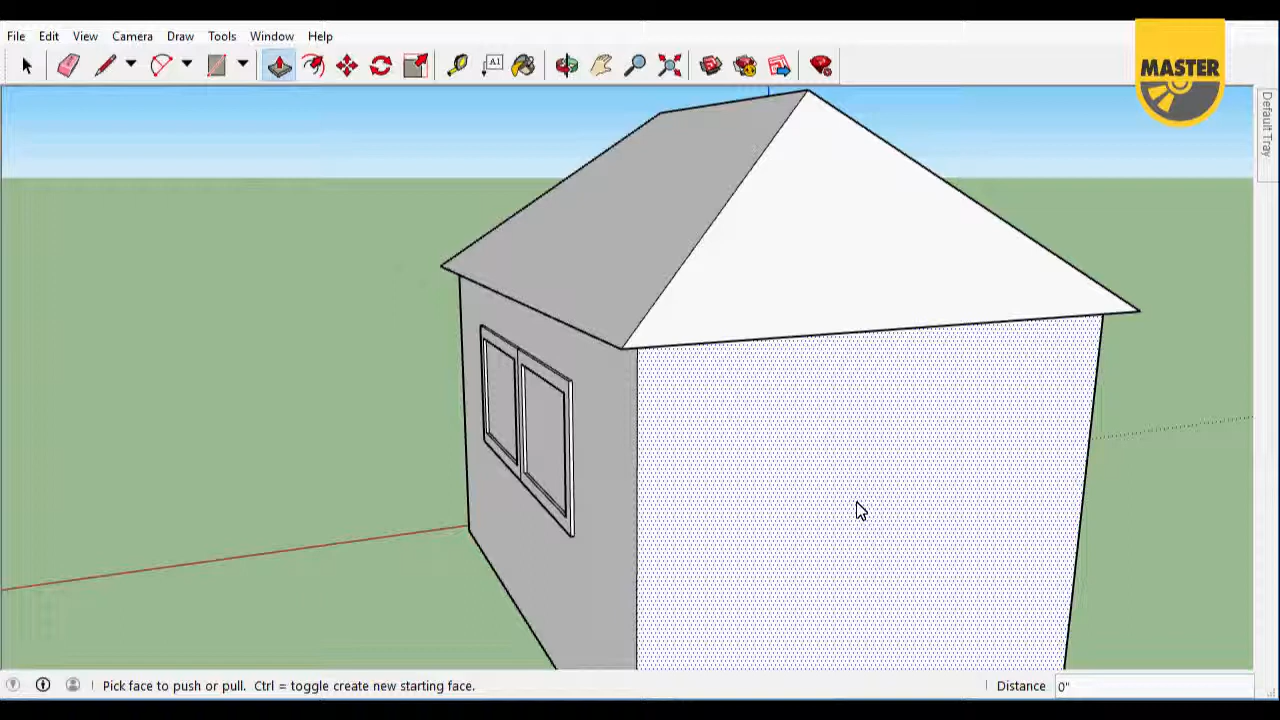 MASTER
File Edit View Camera Draw Tools Window Help
A1
Default Tray
Pick face to push or pull. Ctrl = toggle create new starting face.
Distance 0"